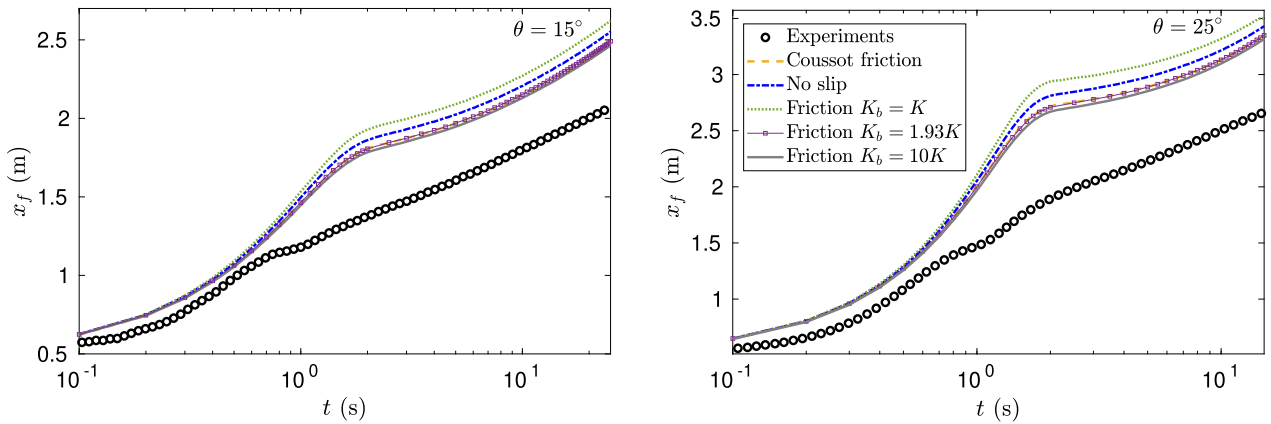 θ = 15°
2.5
2
1.5
1
0.5
x_f (m)
10^-1
10^0
10^1
t (s)
θ = 25°
Experiments
Coussot friction
No slip
Friction K_b = K
Friction K_b = 1.93K
Friction K_b = 10K
3.5
3
2.5
2
1.5
1
x_f (m)
10^-1
10^0
10^1
t (s)